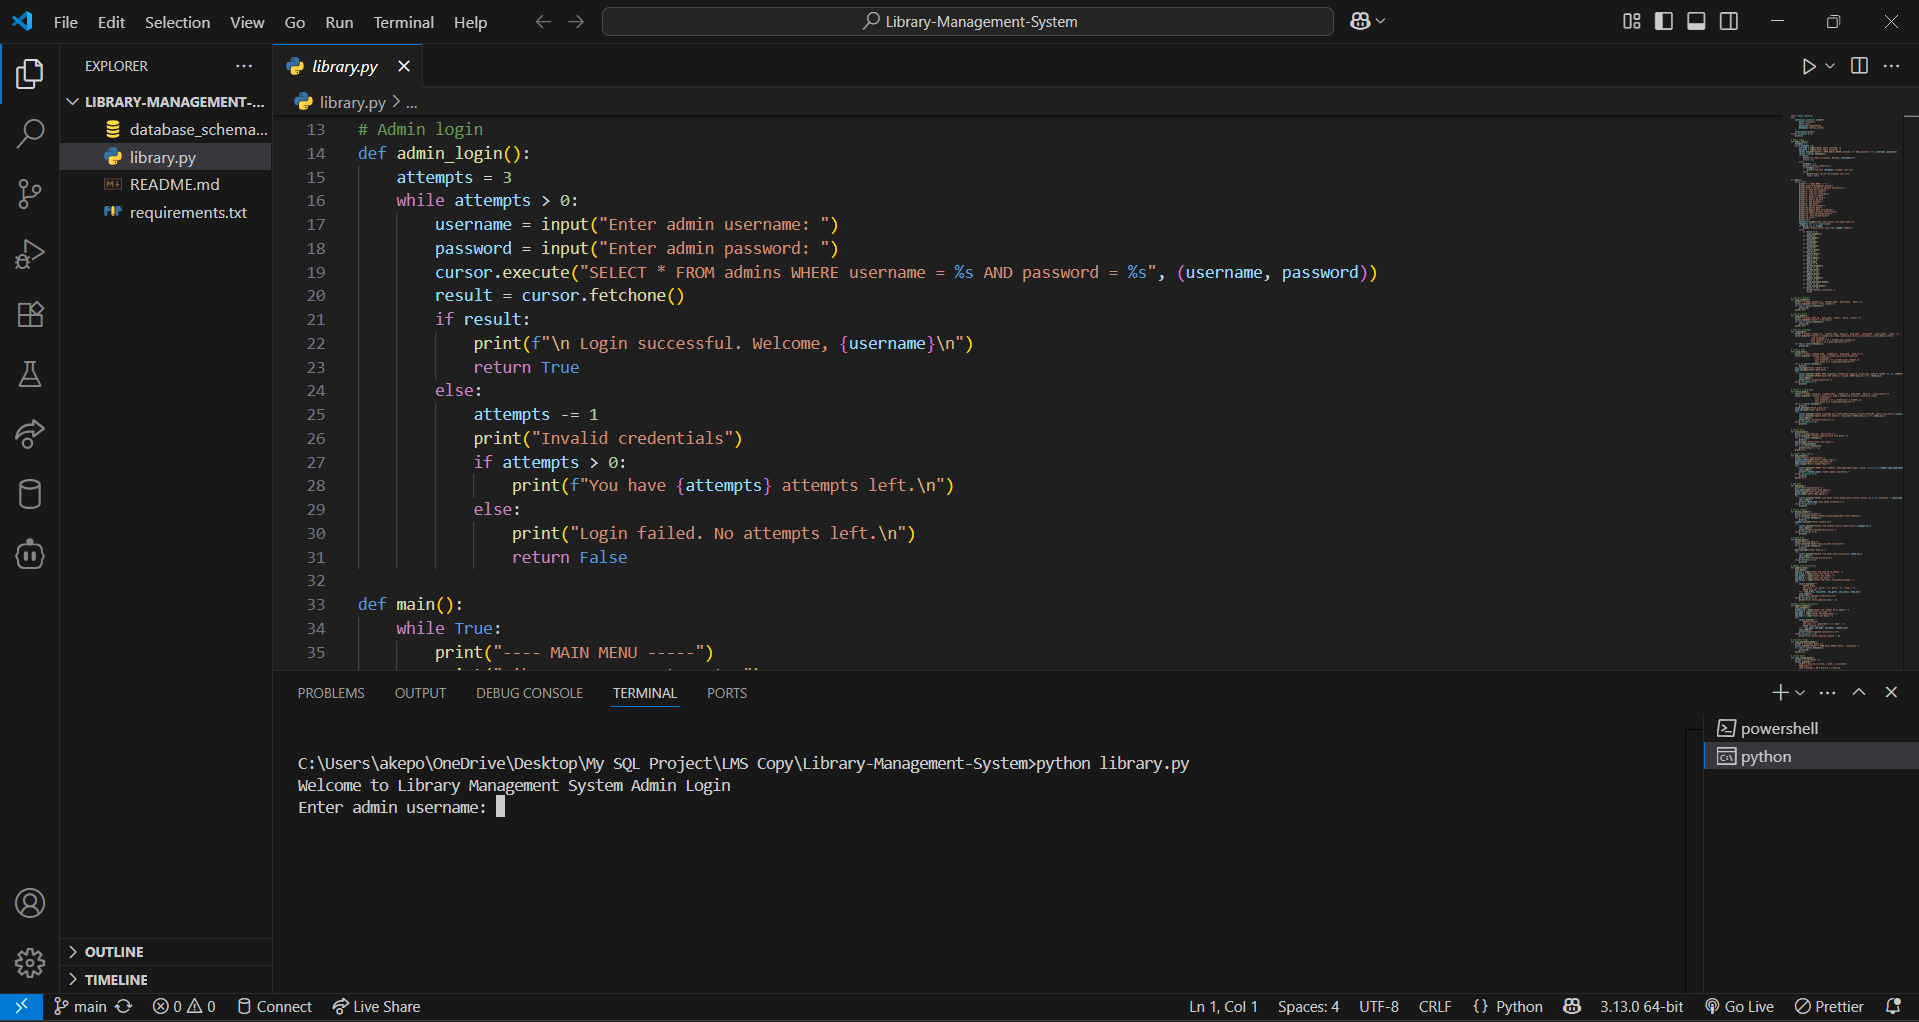 File Edit Selection View Go Run Terminal Help
Library-Management-System
EXPLORER
LIBRARY-MANAGEMENT-...
database_schema...
library.py
README.md
requirements.txt
OUTLINE
TIMELINE
library.py
library.py > ...
13 # Admin login
14 def admin_login():
15 attempts = 3
16 while attempts > 0:
17 username = input("Enter admin username: ")
18 password = input("Enter admin password: ")
19 cursor.execute("SELECT * FROM admins WHERE username = %s AND password = %s", (username, password))
20 result = cursor.fetchone()
21 if result:
22 print(f"\n Login successful. Welcome, {username}\n")
23 return True
24 else:
25 attempts -= 1
26 print("Invalid credentials")
27 if attempts > 0:
28 print(f"You have {attempts} attempts left.\n")
29 else:
30 print("Login failed. No attempts left.\n")
31 return False
32
33 def main():
34 while True:
35 print("---- MAIN MENU -----")
PROBLEMS OUTPUT DEBUG CONSOLE TERMINAL PORTS
C:\Users\akepo\OneDrive\Desktop\My SQL Project\LMS Copy\Library-Management-System>python library.py
Welcome to Library Management System Admin Login
Enter admin username:
powershell
python
main 0 0 Connect Live Share Ln 1, Col 1 Spaces: 4 UTF-8 CRLF {} Python 3.13.0 64-bit Go Live Prettier